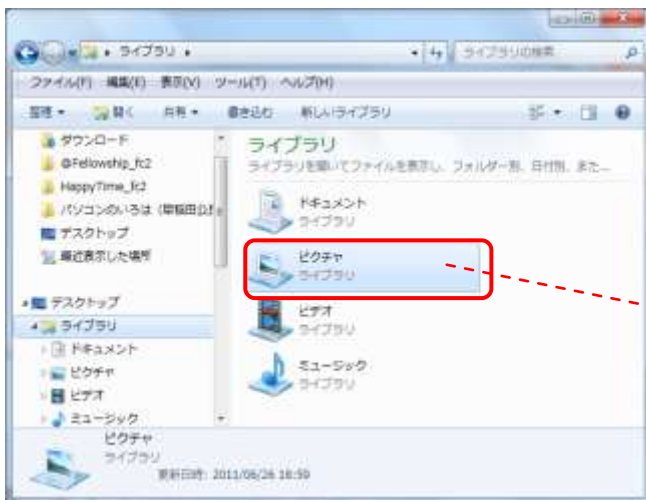 ライブラリ
ライブラリの検索
ファイル(F) 編集(E) 表示(V) ツール(T) ヘルプ(H)
整理 開く 共有 書き込む 新しいライブラリ
ダウンロード
@Fellowship_fc2
HappyTime_fc2
パソコンのいろは (早稲田公
デスクトップ
最近表示した場所
デスクトップ
ライブラリ
ドキュメント
ピクチャ
ビデオ
ミュージック
ライブラリ
ライブラリを開いてファイルを表示し、フォルダー別、日付別、また...
ドキュメント
ライブラリ
ピクチャ
ライブラリ
ビデオ
ライブラリ
ミュージック
ライブラリ
ピクチャ
ライブラリ
更新日時: 2011/06/26 16:59